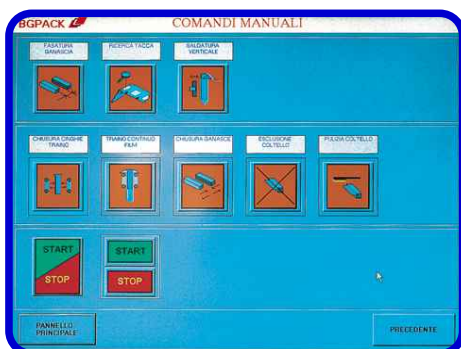 BGPACK
COMANDI MANUALI
FASATURA
GANASCIA
RICERCA TACCA
SALDATURA
VERTICALE
CHIUSURA CINGHIE
TRAINO
TRAINO CONTINUO
FILM
CHIUSURA GANASCE
ESCLUSIONE
COLTELLO
PULIZIA COLTELLO
START
STOP
START
STOP
PANNELLO
PRINCIPALE
PRECEDENTE